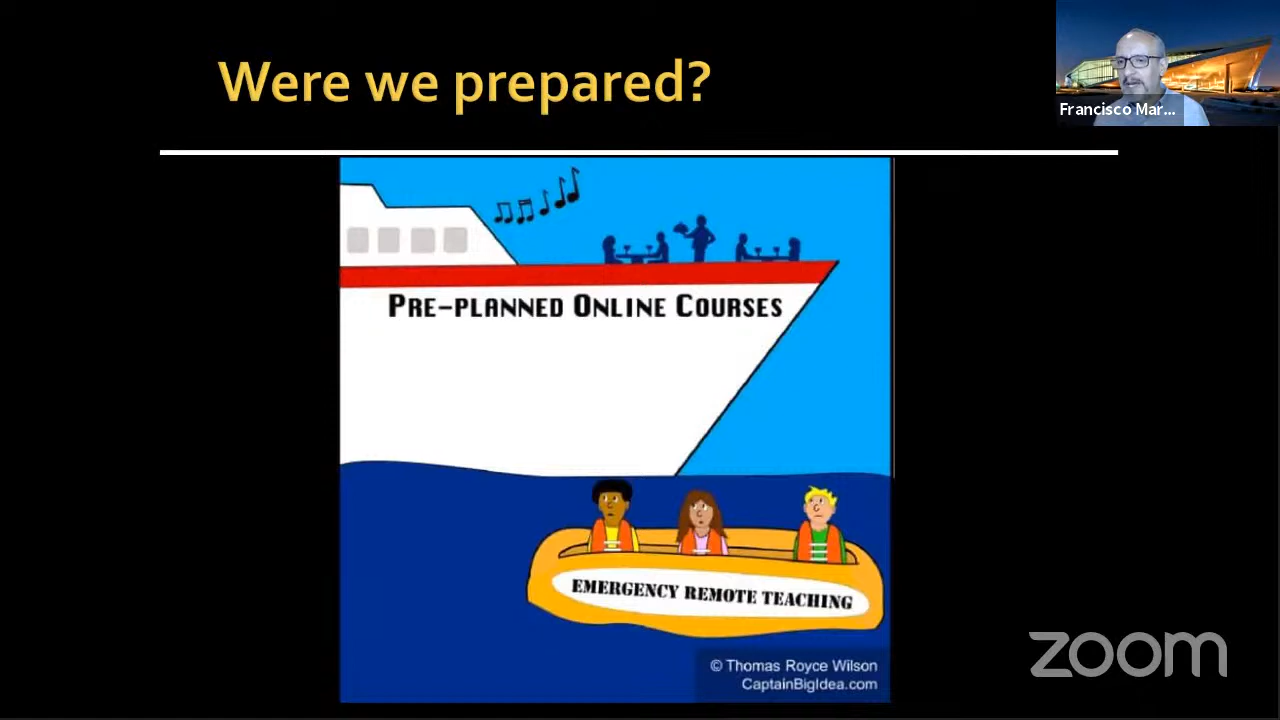 Were we prepared?
Francisco Mar...
PRE-PLANNED ONLINE COURSES
EMERGENCY REMOTE TEACHING
© Thomas Royce Wilson
CaptainBigIdea.com
zoom